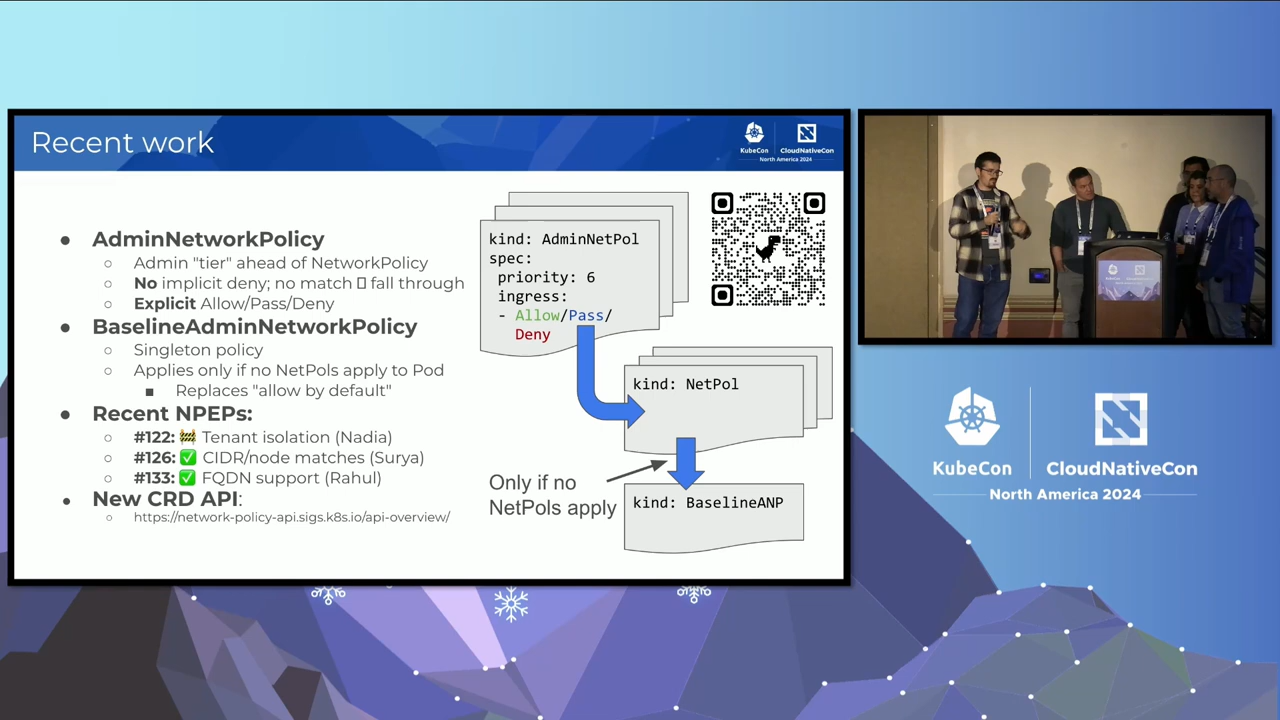 Recent work
KubeCon
CloudNativeCon
North America 2024
● AdminNetworkPolicy
○ Admin "tier" ahead of NetworkPolicy
○ No implicit deny; no match ▯ fall through
○ Explicit Allow/Pass/Deny
● BaselineAdminNetworkPolicy
○ Singleton policy
○ Applies only if no NetPols apply to Pod
■ Replaces "allow by default"
● Recent NPEPs:
○ #122: 🚧 Tenant isolation (Nadia)
○ #126: ✅ CIDR/node matches (Surya)
○ #133: ✅ FQDN support (Rahul)
● New CRD API:
○ https://network-policy-api.sigs.k8s.io/api-overview/
kind: AdminNetPol
spec:
priority: 6
ingress:
- Allow/Pass/
Deny
kind: NetPol
Only if no
NetPols apply
kind: BaselineANP
KubeCon
CloudNativeCon
North America 2024